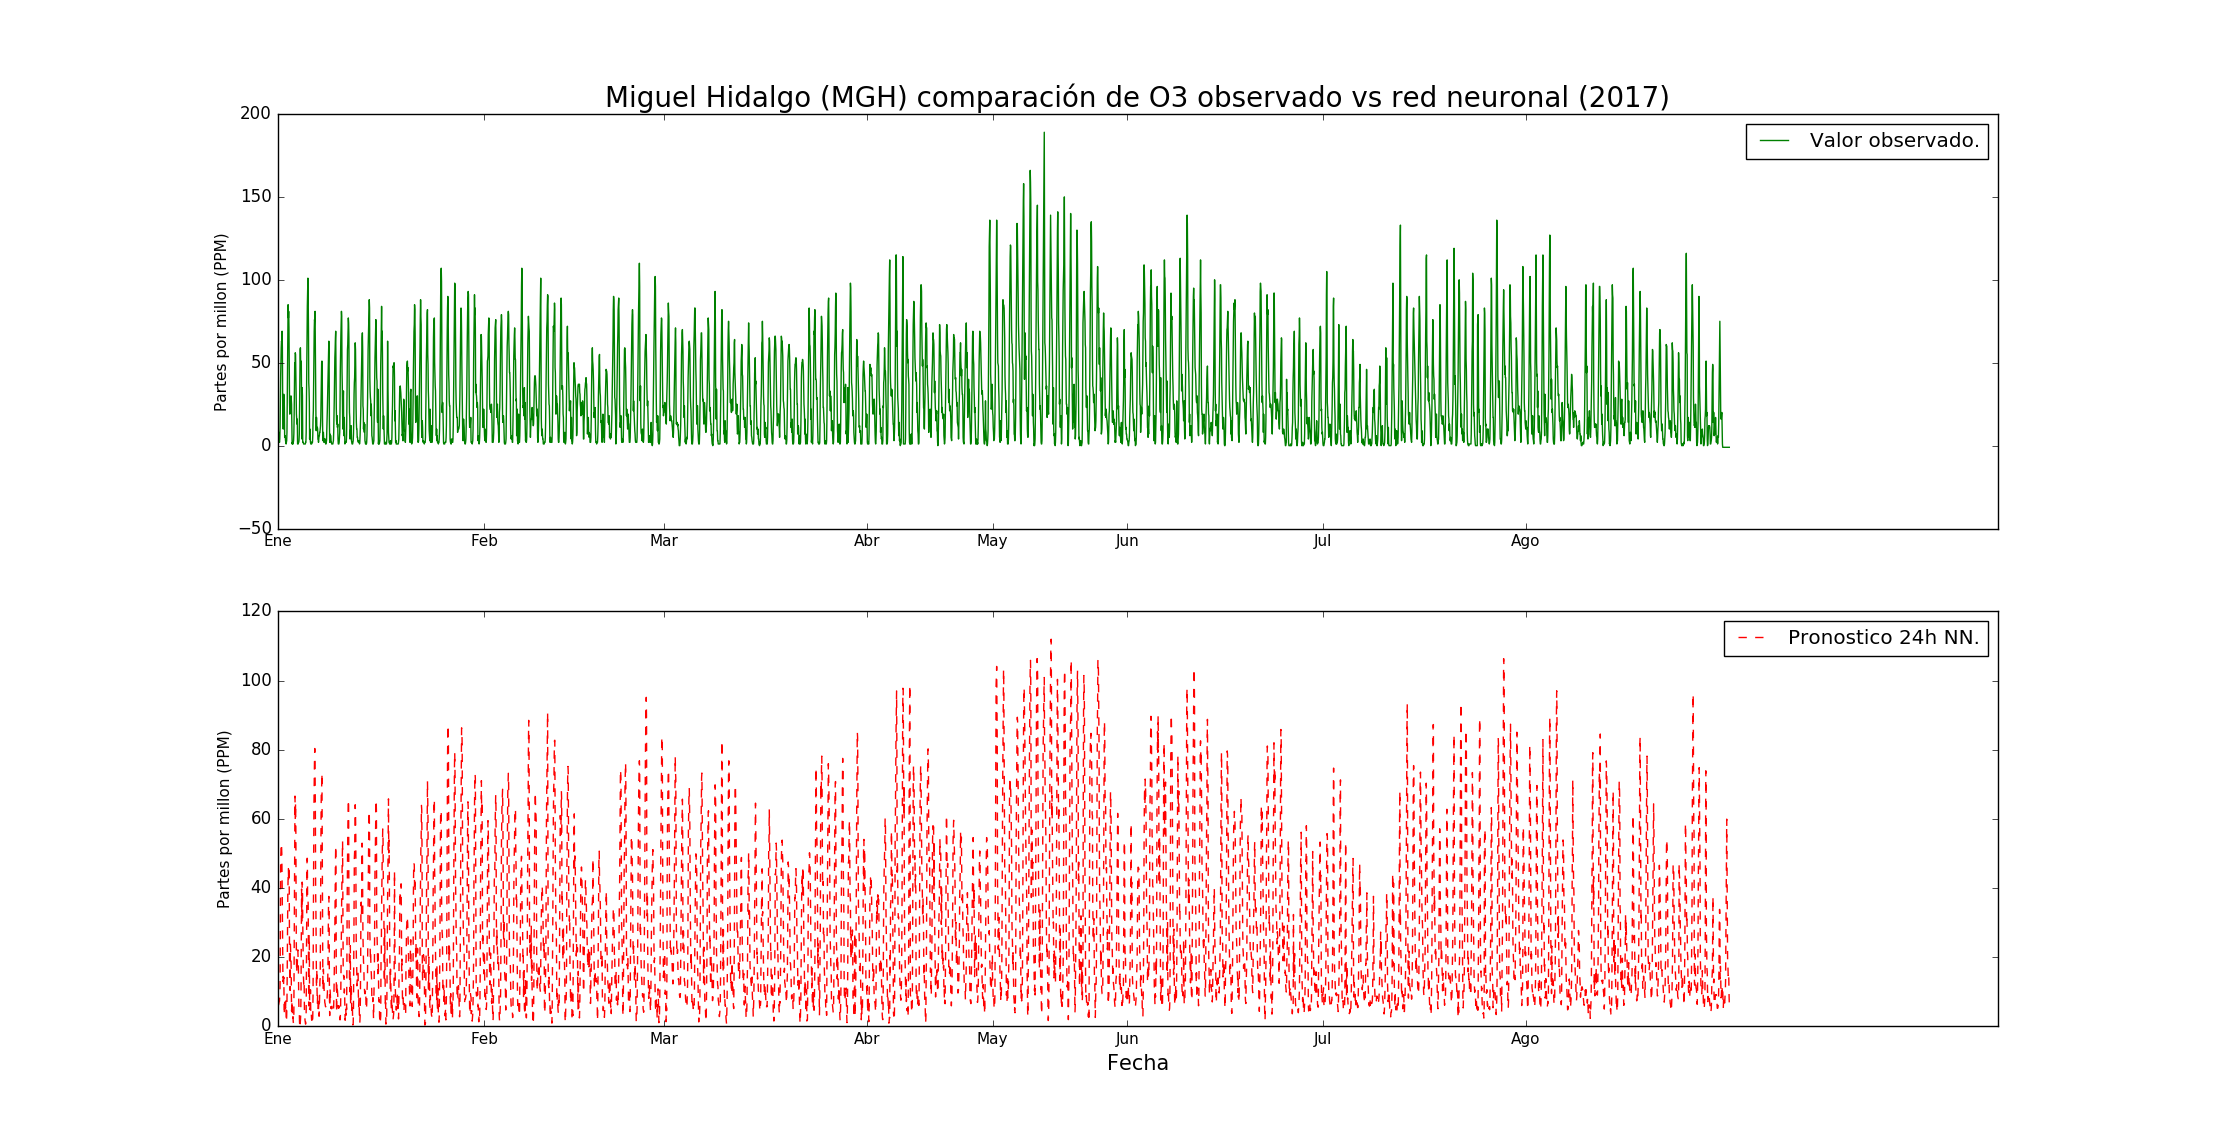 Miguel Hidalgo (MGH) comparación de O3 observado vs red neuronal (2017)
200
150
100
50
0
−50
Partes por millon (PPM)
Valor observado.
Ene Feb Mar Abr May Jun Jul Ago
120
100
80
60
40
20
0
Partes por millon (PPM)
Pronostico 24h NN.
Ene Feb Mar Abr May Jun Jul Ago
Fecha